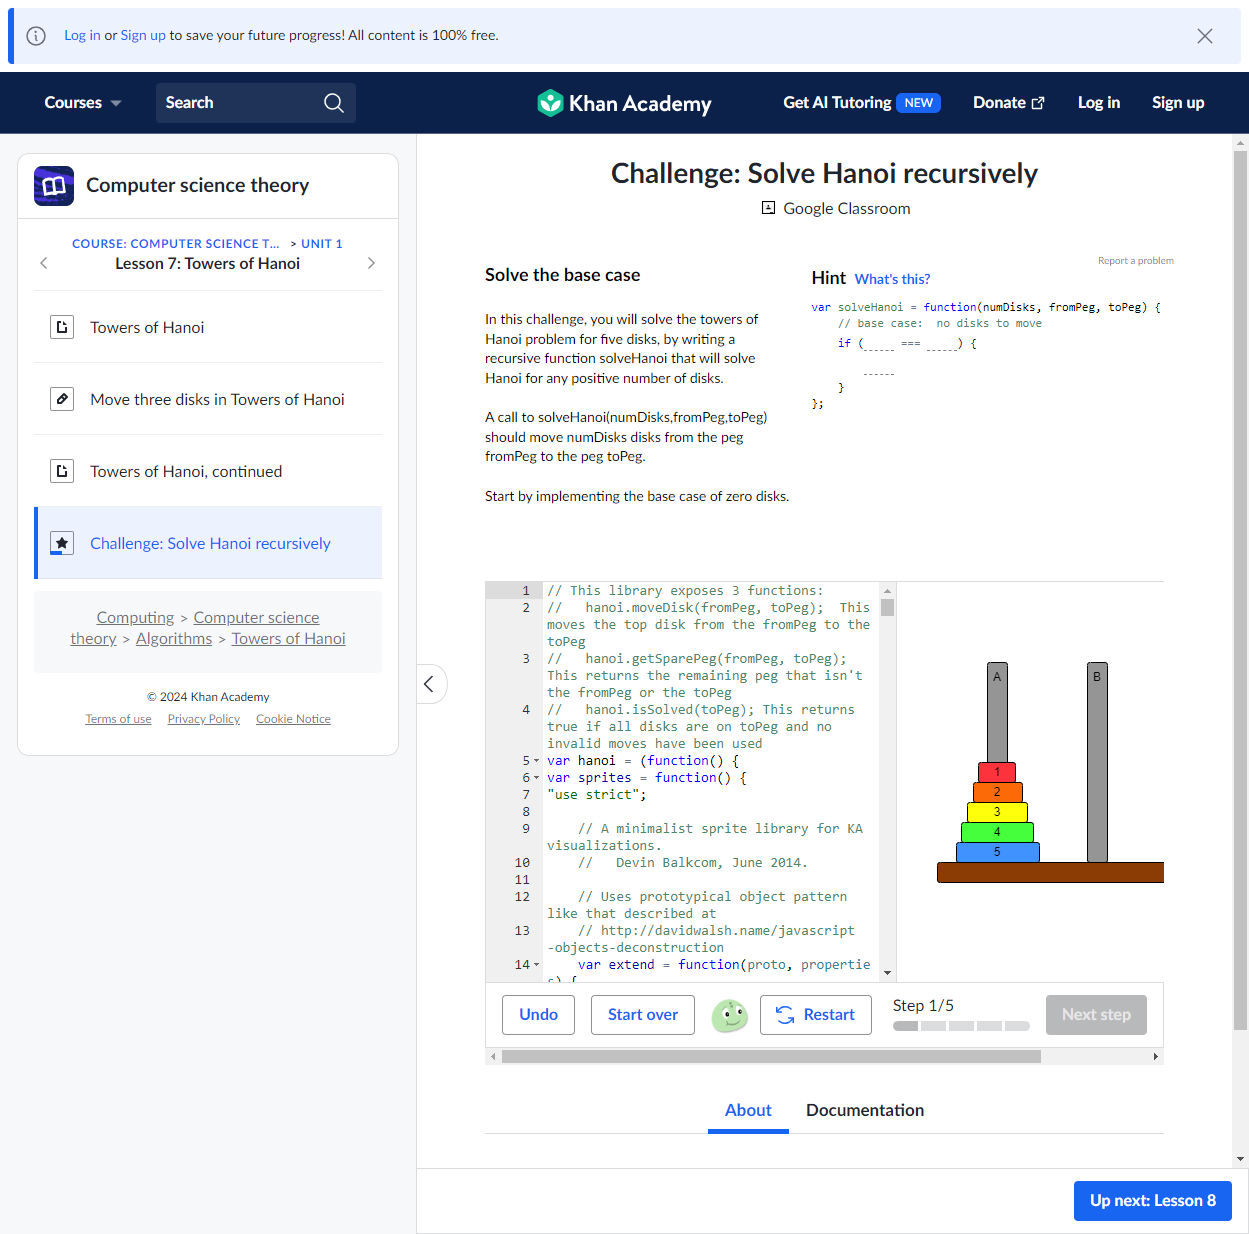 Log in or Sign up to save your future progress! All content is 100% free.
Courses
Search
Khan Academy
Get AI Tutoring NEW
Donate
Log in
Sign up
Computer science theory
COURSE: COMPUTER SCIENCE T... > UNIT 1
Lesson 7: Towers of Hanoi
Towers of Hanoi
Move three disks in Towers of Hanoi
Towers of Hanoi, continued
Challenge: Solve Hanoi recursively
Computing > Computer science
theory > Algorithms > Towers of Hanoi
© 2024 Khan Academy
Terms of use Privacy Policy Cookie Notice
Challenge: Solve Hanoi recursively
Google Classroom
Report a problem
Solve the base case
In this challenge, you will solve the towers of
Hanoi problem for five disks, by writing a
recursive function solveHanoi that will solve
Hanoi for any positive number of disks.
A call to solveHanoi(numDisks,fromPeg,toPeg)
should move numDisks disks from the peg
fromPeg to the peg toPeg.
Start by implementing the base case of zero disks.
Hint What's this?
var solveHanoi = function(numDisks, fromPeg, toPeg) {
// base case:  no disks to move
if (______ === ______) {
______
}
};
1 // This library exposes 3 functions:
2 //   hanoi.moveDisk(fromPeg, toPeg);  This
moves the top disk from the fromPeg to the
toPeg
3 //   hanoi.getSparePeg(fromPeg, toPeg);
This returns the remaining peg that isn't
the fromPeg or the toPeg
4 //   hanoi.isSolved(toPeg); This returns
true if all disks are on toPeg and no
invalid moves have been used
5 var hanoi = (function() {
6 var sprites = function() {
7 "use strict";
8
9 // A minimalist sprite library for KA
visualizations.
10 //   Devin Balkcom, June 2014.
11
12 // Uses prototypical object pattern
like that described at
13 // http://davidwalsh.name/javascript
-objects-deconstruction
14 var extend = function(proto, propertie
s) {
A
B
1
2
3
4
5
Undo
Start over
Restart
Step 1/5
Next step
About
Documentation
Up next: Lesson 8